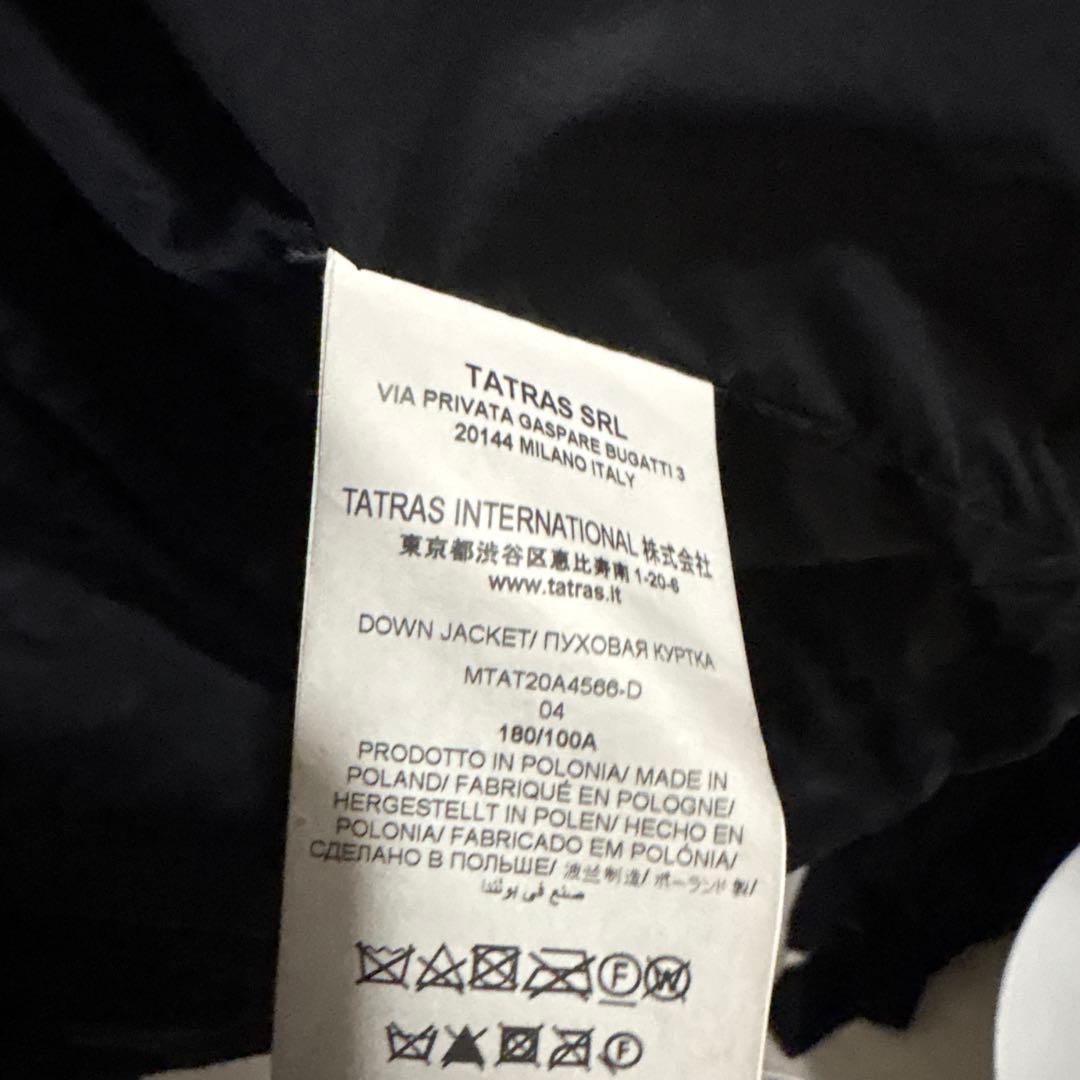 TATRAS SRL
VIA PRIVATA GASPARE BUGATTI 3
20144 MILANO ITALY
TATRAS INTERNATIONAL 株式会社
東京都渋谷区恵比寿南1-20-6
www.tatras.it
DOWN JACKET/ ПУХОВАЯ КУРТКА
MTAT20A4566-D
04
180/100A
PRODOTTO IN POLONIA/ MADE IN
POLAND/ FABRIQUÉ EN POLOGNE/
HERGESTELLT IN POLEN/ HECHO EN
POLONIA/ FABRICADO EM POLÓNIA/
СДЕЛАНО В ПОЛЬШЕ/ 波兰制造/ ポーランド製/
صنع في بولندا
F W
F